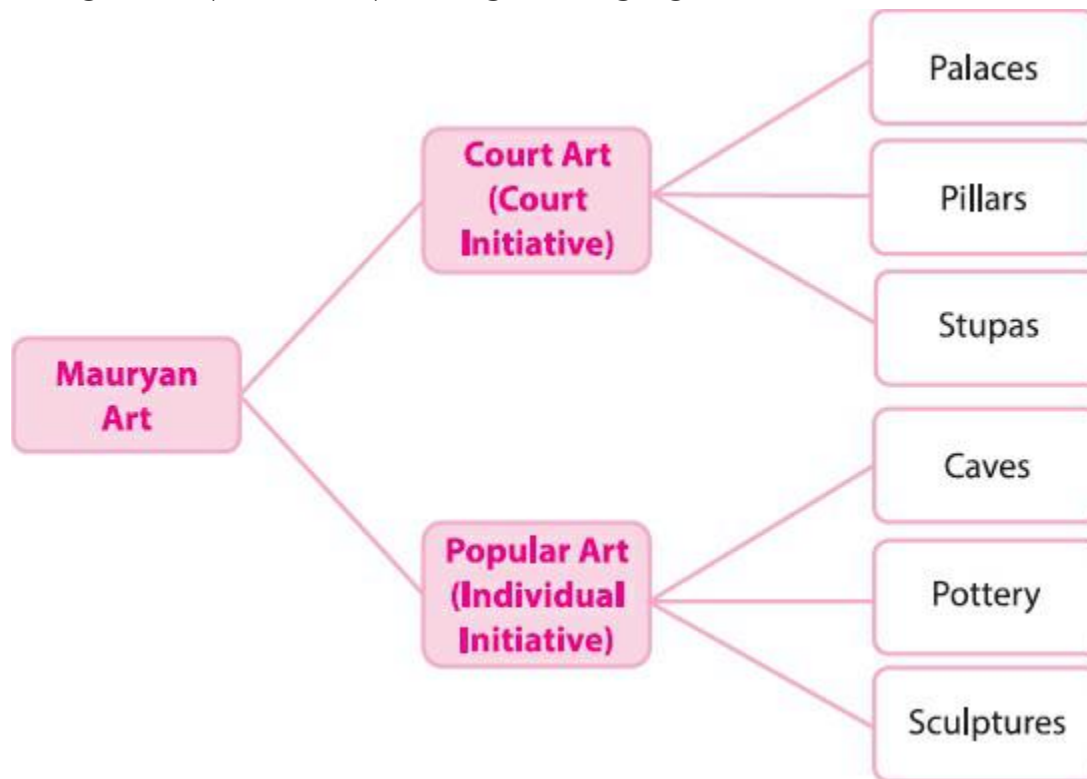 Mauryan
Art
Court Art
(Court
Initiative)
Palaces
Pillars
Stupas
Popular Art
(Individual
Initiative)
Caves
Pottery
Sculptures